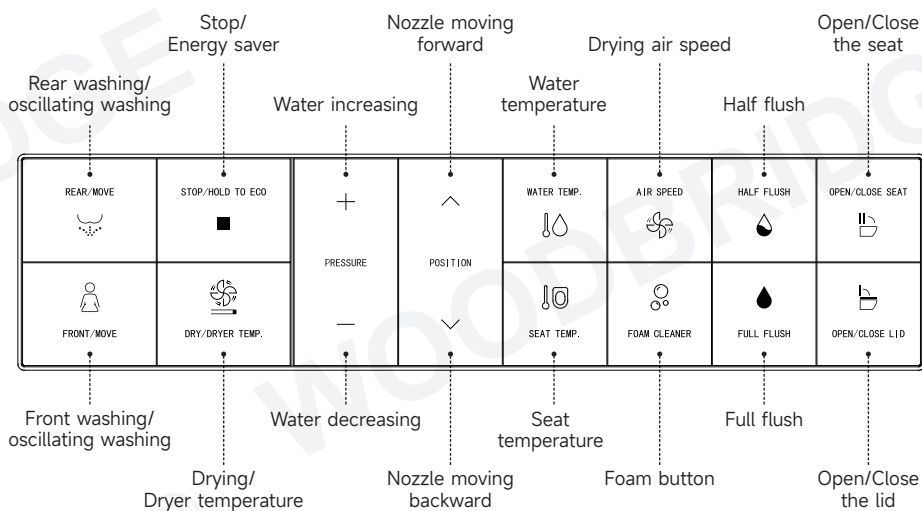 Stop/
Energy saver
Nozzle moving
forward
Open/Close
the seat
Drying air speed
Rear washing/
oscillating washing
Water increasing
Water
temperature
Half flush
REAR/MOVE
STOP/HOLD TO ECO
WATER TEMP.
AIR SPEED
HALF FLUSH
OPEN/CLOSE SEAT
+
PRESSURE
POSITION
−
FRONT/MOVE
DRY/DRYER TEMP.
SEAT TEMP.
FOAM CLEANER
FULL FLUSH
OPEN/CLOSE LID
Front washing/
oscillating washing
Water decreasing
Seat
temperature
Full flush
Drying/
Dryer temperature
Nozzle moving
backward
Foam button
Open/Close
the lid
WOODBRIDGE